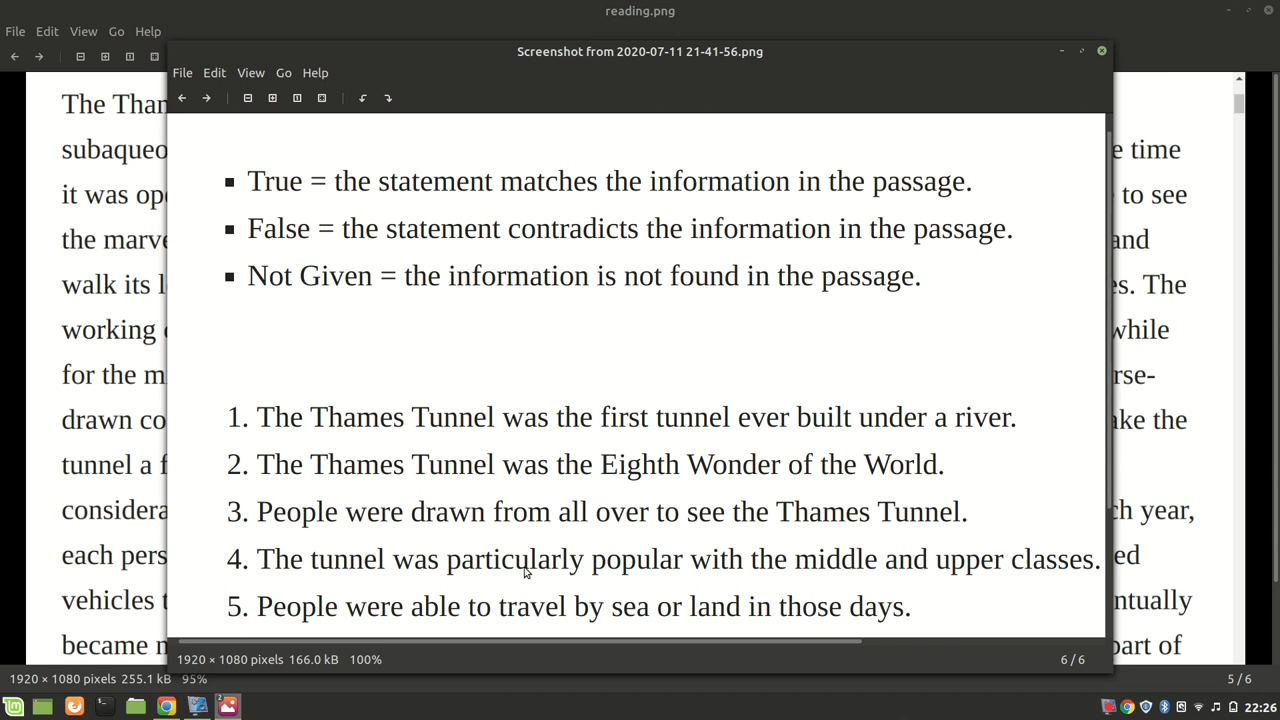 reading.png
File Edit View Go Help
Screenshot from 2020-07-11 21-41-56.png
File Edit View Go Help
The Than
subaqueo
e time
it was ope
to see
the marve
and
walk its l
es. The
working
while
for the m
rse-
drawn co
ake the
tunnel a f
considera
ch year,
each pers
ed
vehicles t
ntually
became n
part of
True = the statement matches the information in the passage.
False = the statement contradicts the information in the passage.
Not Given = the information is not found in the passage.
1. The Thames Tunnel was the first tunnel ever built under a river.
2. The Thames Tunnel was the Eighth Wonder of the World.
3. People were drawn from all over to see the Thames Tunnel.
4. The tunnel was particularly popular with the middle and upper classes.
5. People were able to travel by sea or land in those days.
1920 × 1080 pixels 166.0 kB 100%
6 / 6
1920 × 1080 pixels 255.1 kB 95%
5 / 6
22:26